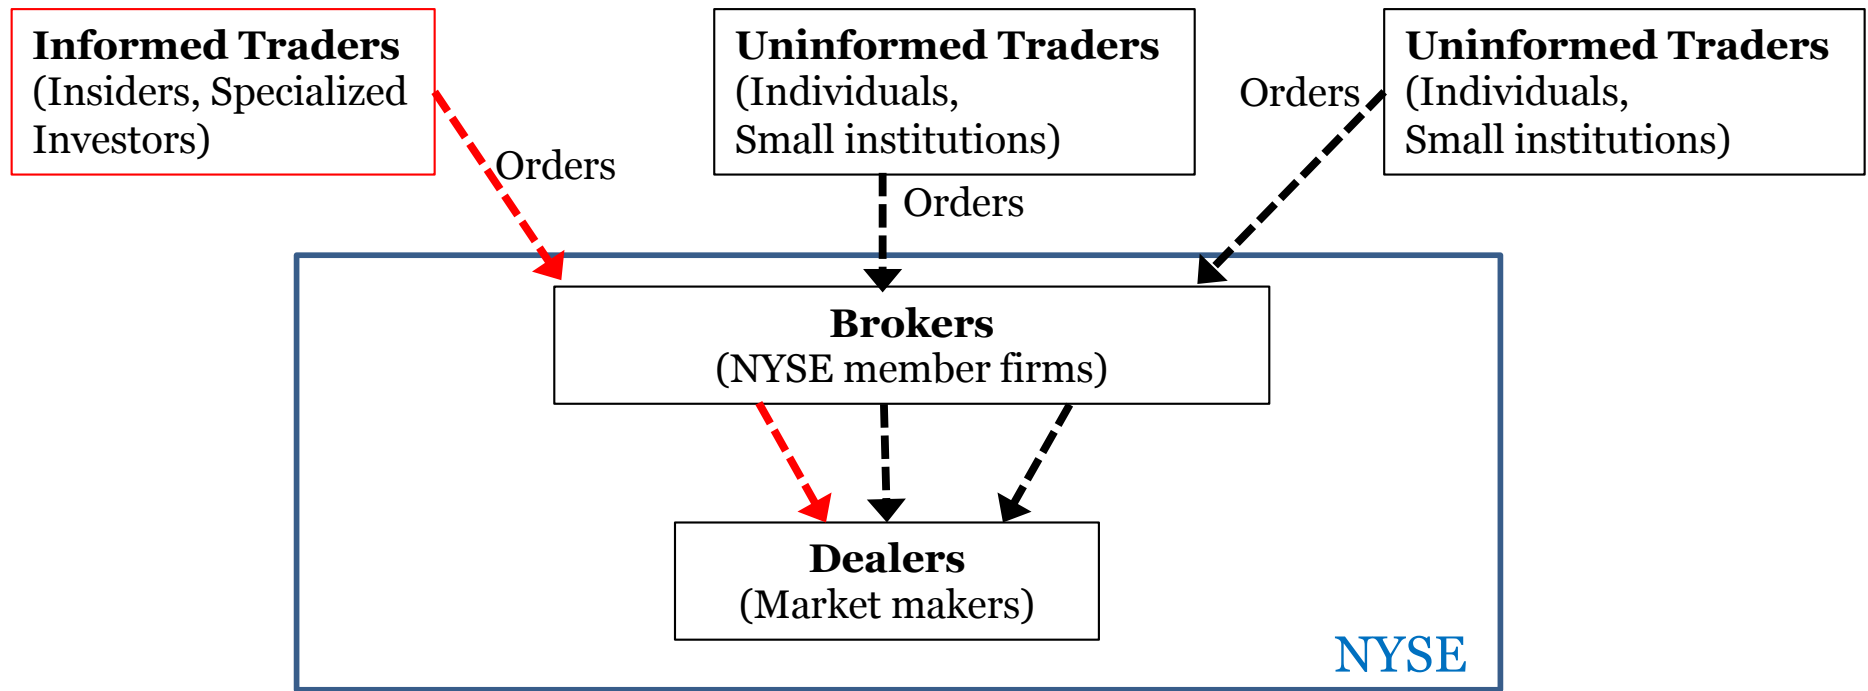 Informed Traders
(Insiders, Specialized
Investors)
Uninformed Traders
(Individuals,
Small institutions)
Uninformed Traders
(Individuals,
Small institutions)
Orders
Orders
Orders
Brokers
(NYSE member firms)
Dealers
(Market makers)
NYSE